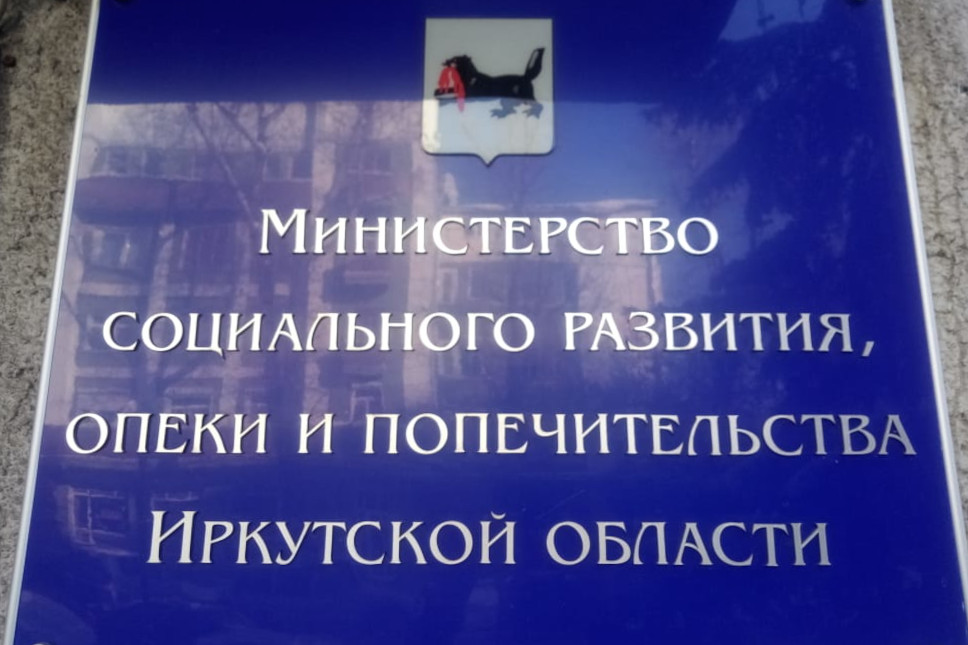 Министерство
социального развития,
опеки и попечительства
Иркутской области